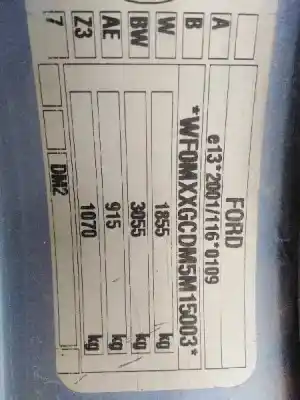 FORD
e13*2001/116*0109
*WF0MXXGCDM5M15003*
1855 kg
3055 kg
915 kg
1070 kg
DM2
A
B
W
BW
AE
Z3
7